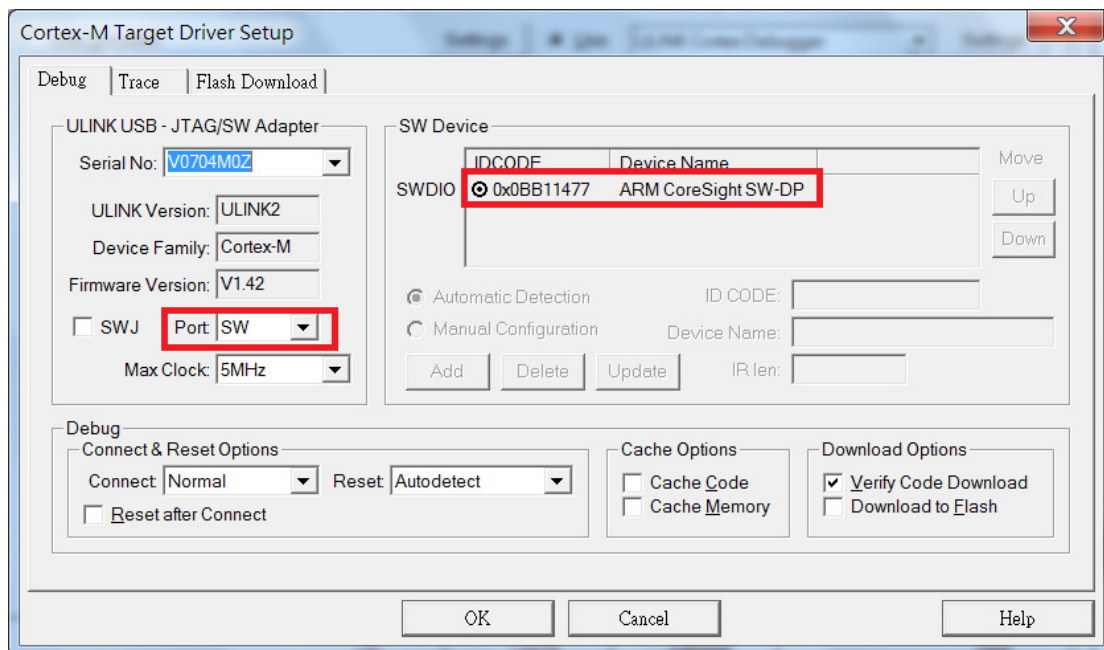 Cortex-M Target Driver Setup
Debug Trace Flash Download
ULINK USB - JTAG/SW Adapter
Serial No: V0704M0Z
ULINK Version: ULINK2
Device Family: Cortex-M
Firmware Version: V1.42
SWJ Port: SW
Max Clock: 5MHz
SW Device
IDCODE Device Name
SWDIO 0x0BB11477 ARM CoreSight SW-DP
Move
Up
Down
Automatic Detection ID CODE:
Manual Configuration Device Name:
Add Delete Update IR len:
Debug
Connect & Reset Options
Connect: Normal Reset: Autodetect
Reset after Connect
Cache Options
Cache Code
Cache Memory
Download Options
Verify Code Download
Download to Flash
OK Cancel Help